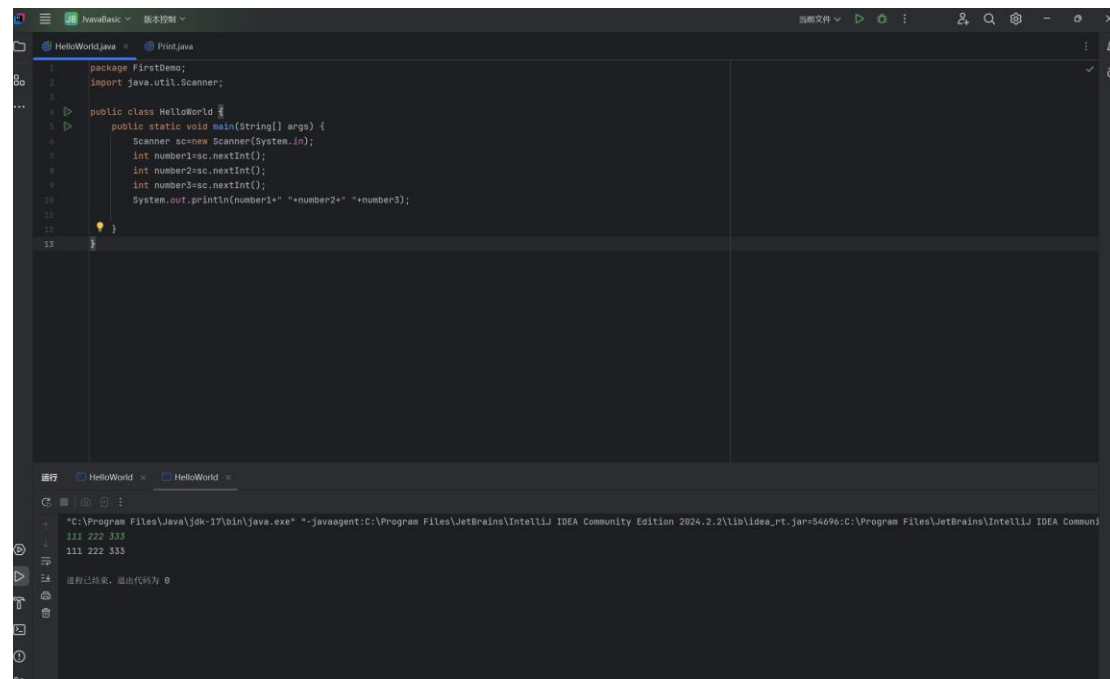 JB IvavaBasic 版本控制 当前文件
HelloWorld.java × Print.java
1 package FirstDemo;
2 import java.util.Scanner;
3
4 public class HelloWorld {
5 public static void main(String[] args) {
6 Scanner sc=new Scanner(System.in);
7 int number1=sc.nextInt();
8 int number2=sc.nextInt();
9 int number3=sc.nextInt();
10 System.out.println(number1+" "+number2+" "+number3);
11
12 }
13 }
运行 HelloWorld × HelloWorld ×
"C:\Program Files\Java\jdk-17\bin\java.exe" "-javaagent:C:\Program Files\JetBrains\IntelliJ IDEA Community Edition 2024.2.2\lib\idea_rt.jar=54696:C:\Program Files\JetBrains\IntelliJ IDEA Communi
111 222 333
111 222 333
进程已结束，退出代码为 0